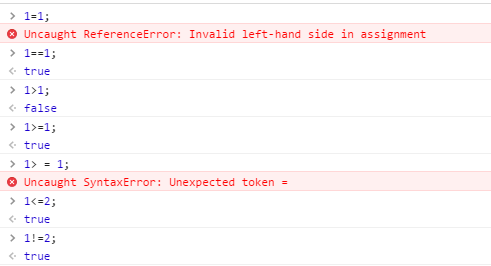 > 1=1;
Uncaught ReferenceError: Invalid left-hand side in assignment
> 1==1;
< true
> 1>1;
< false
> 1>=1;
< true
> 1> = 1;
Uncaught SyntaxError: Unexpected token =
> 1<=2;
< true
> 1!=2;
< true